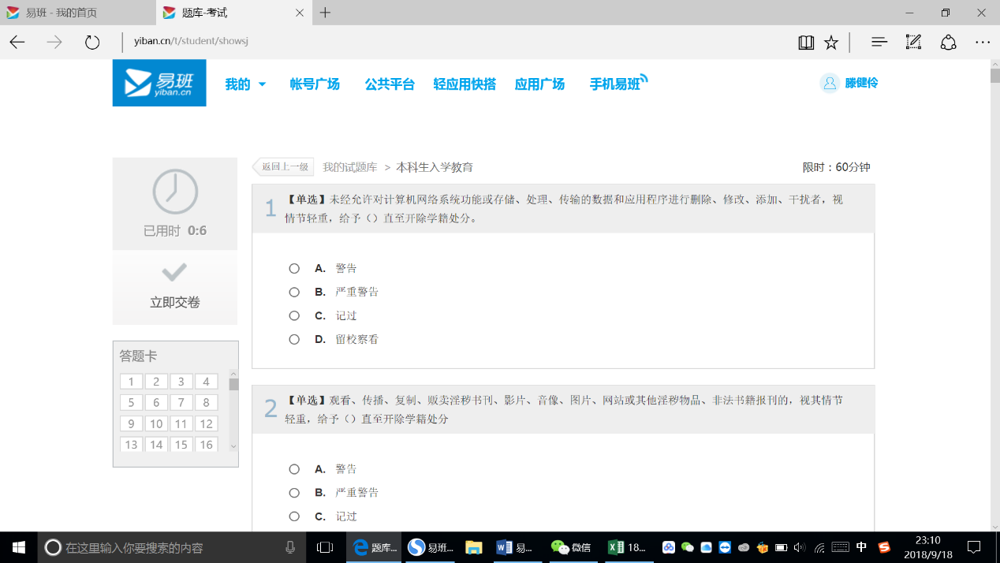 易班 - 我的首页
题库-考试
yiban.cn/t/student/showsj
易班
yiban.cn
我的 帐号广场 公共平台 轻应用快搭 应用广场 手机易班 滕健伶
返回上一级 我的试题库 > 本科生入学教育 限时：60分钟
已用时 0:6
立即交卷
答题卡
1 2 3 4
5 6 7 8
9 10 11 12
13 14 15 16
1 【单选】未经允许对计算机网络系统功能或存储、处理、传输的数据和应用程序进行删除、修改、添加、干扰者，视
情节轻重，给予（）直至开除学籍处分。
A. 警告
B. 严重警告
C. 记过
D. 留校察看
2 【单选】观看、传播、复制、贩卖淫秽书刊、影片、音像、图片、网站或其他淫秽物品、非法书籍报刊的，视其情节
轻重，给予（）直至开除学籍处分
A. 警告
B. 严重警告
C. 记过
在这里输入你要搜索的内容
题库...
易班...
易...
微信
18...
中
23:10
2018/9/18